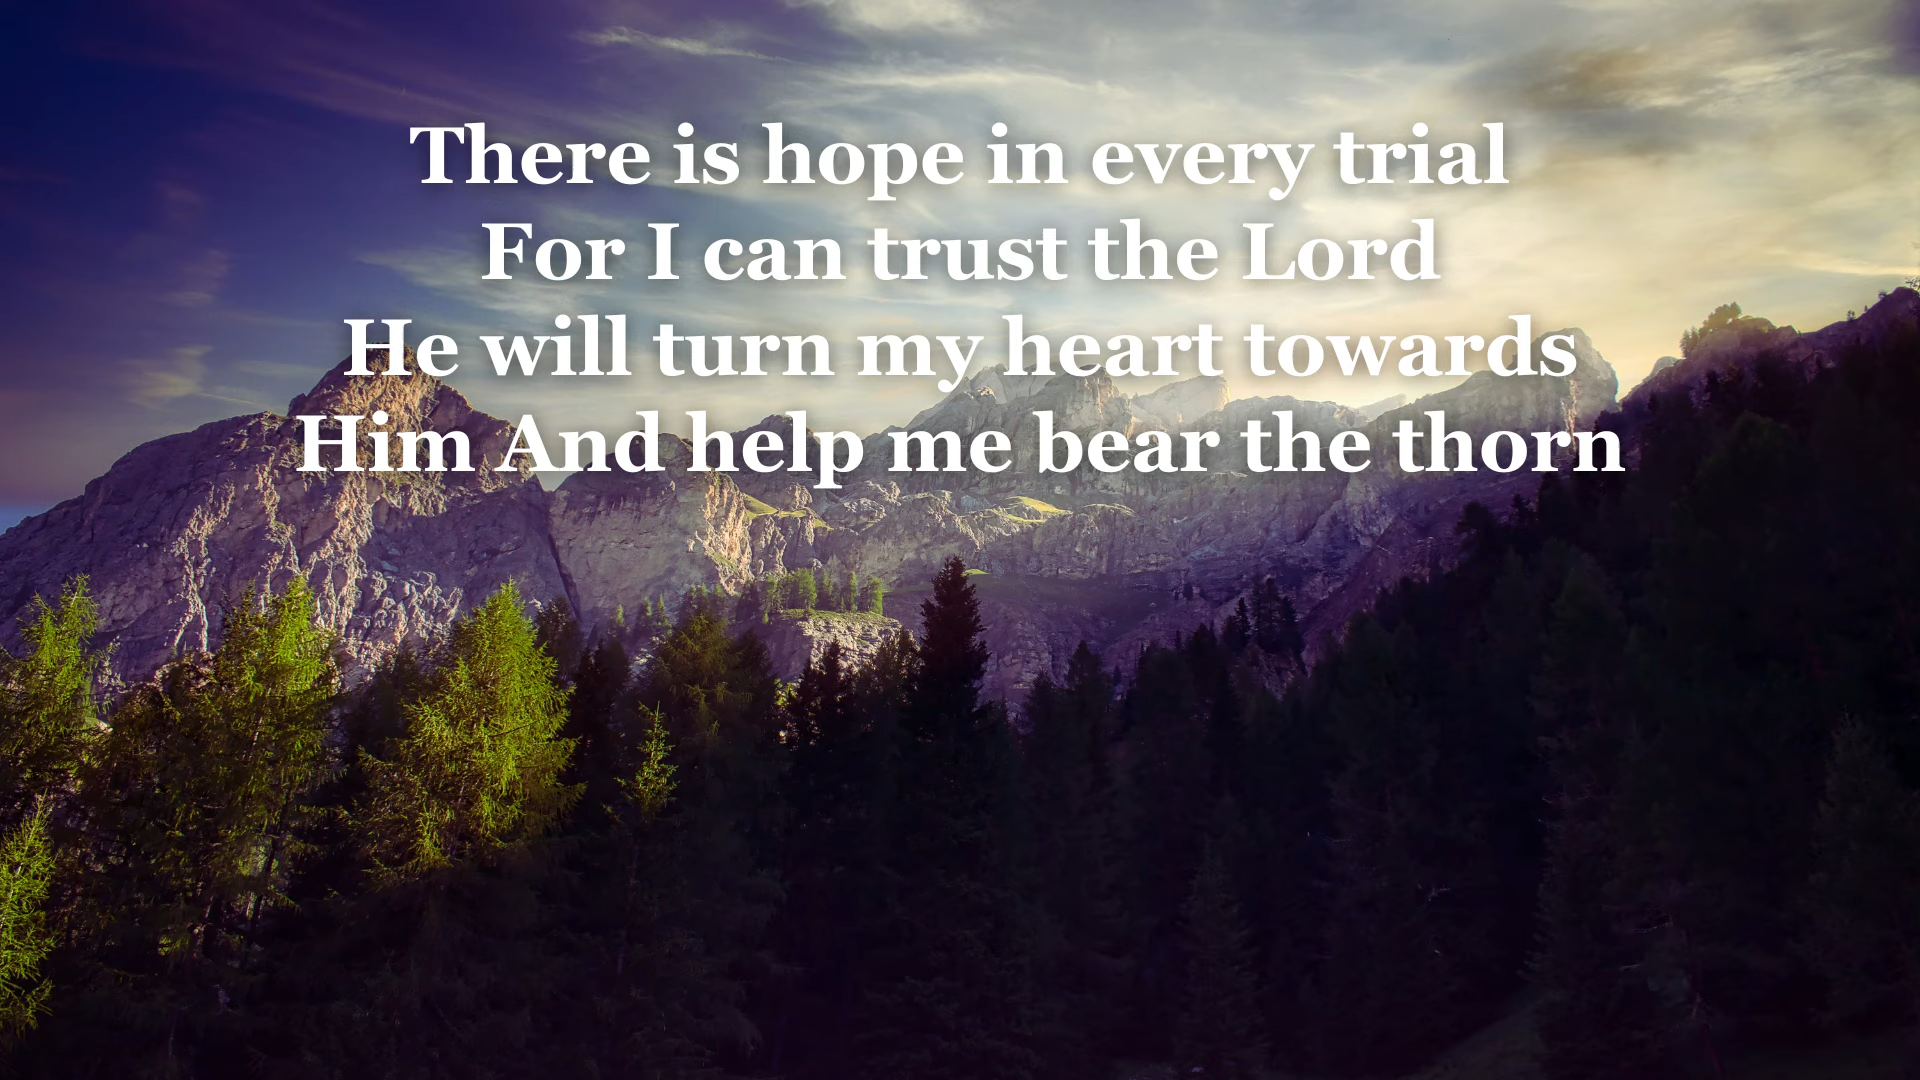 There is hope in every trial
For I can trust the Lord
He will turn my heart towards
Him And help me bear the thorn